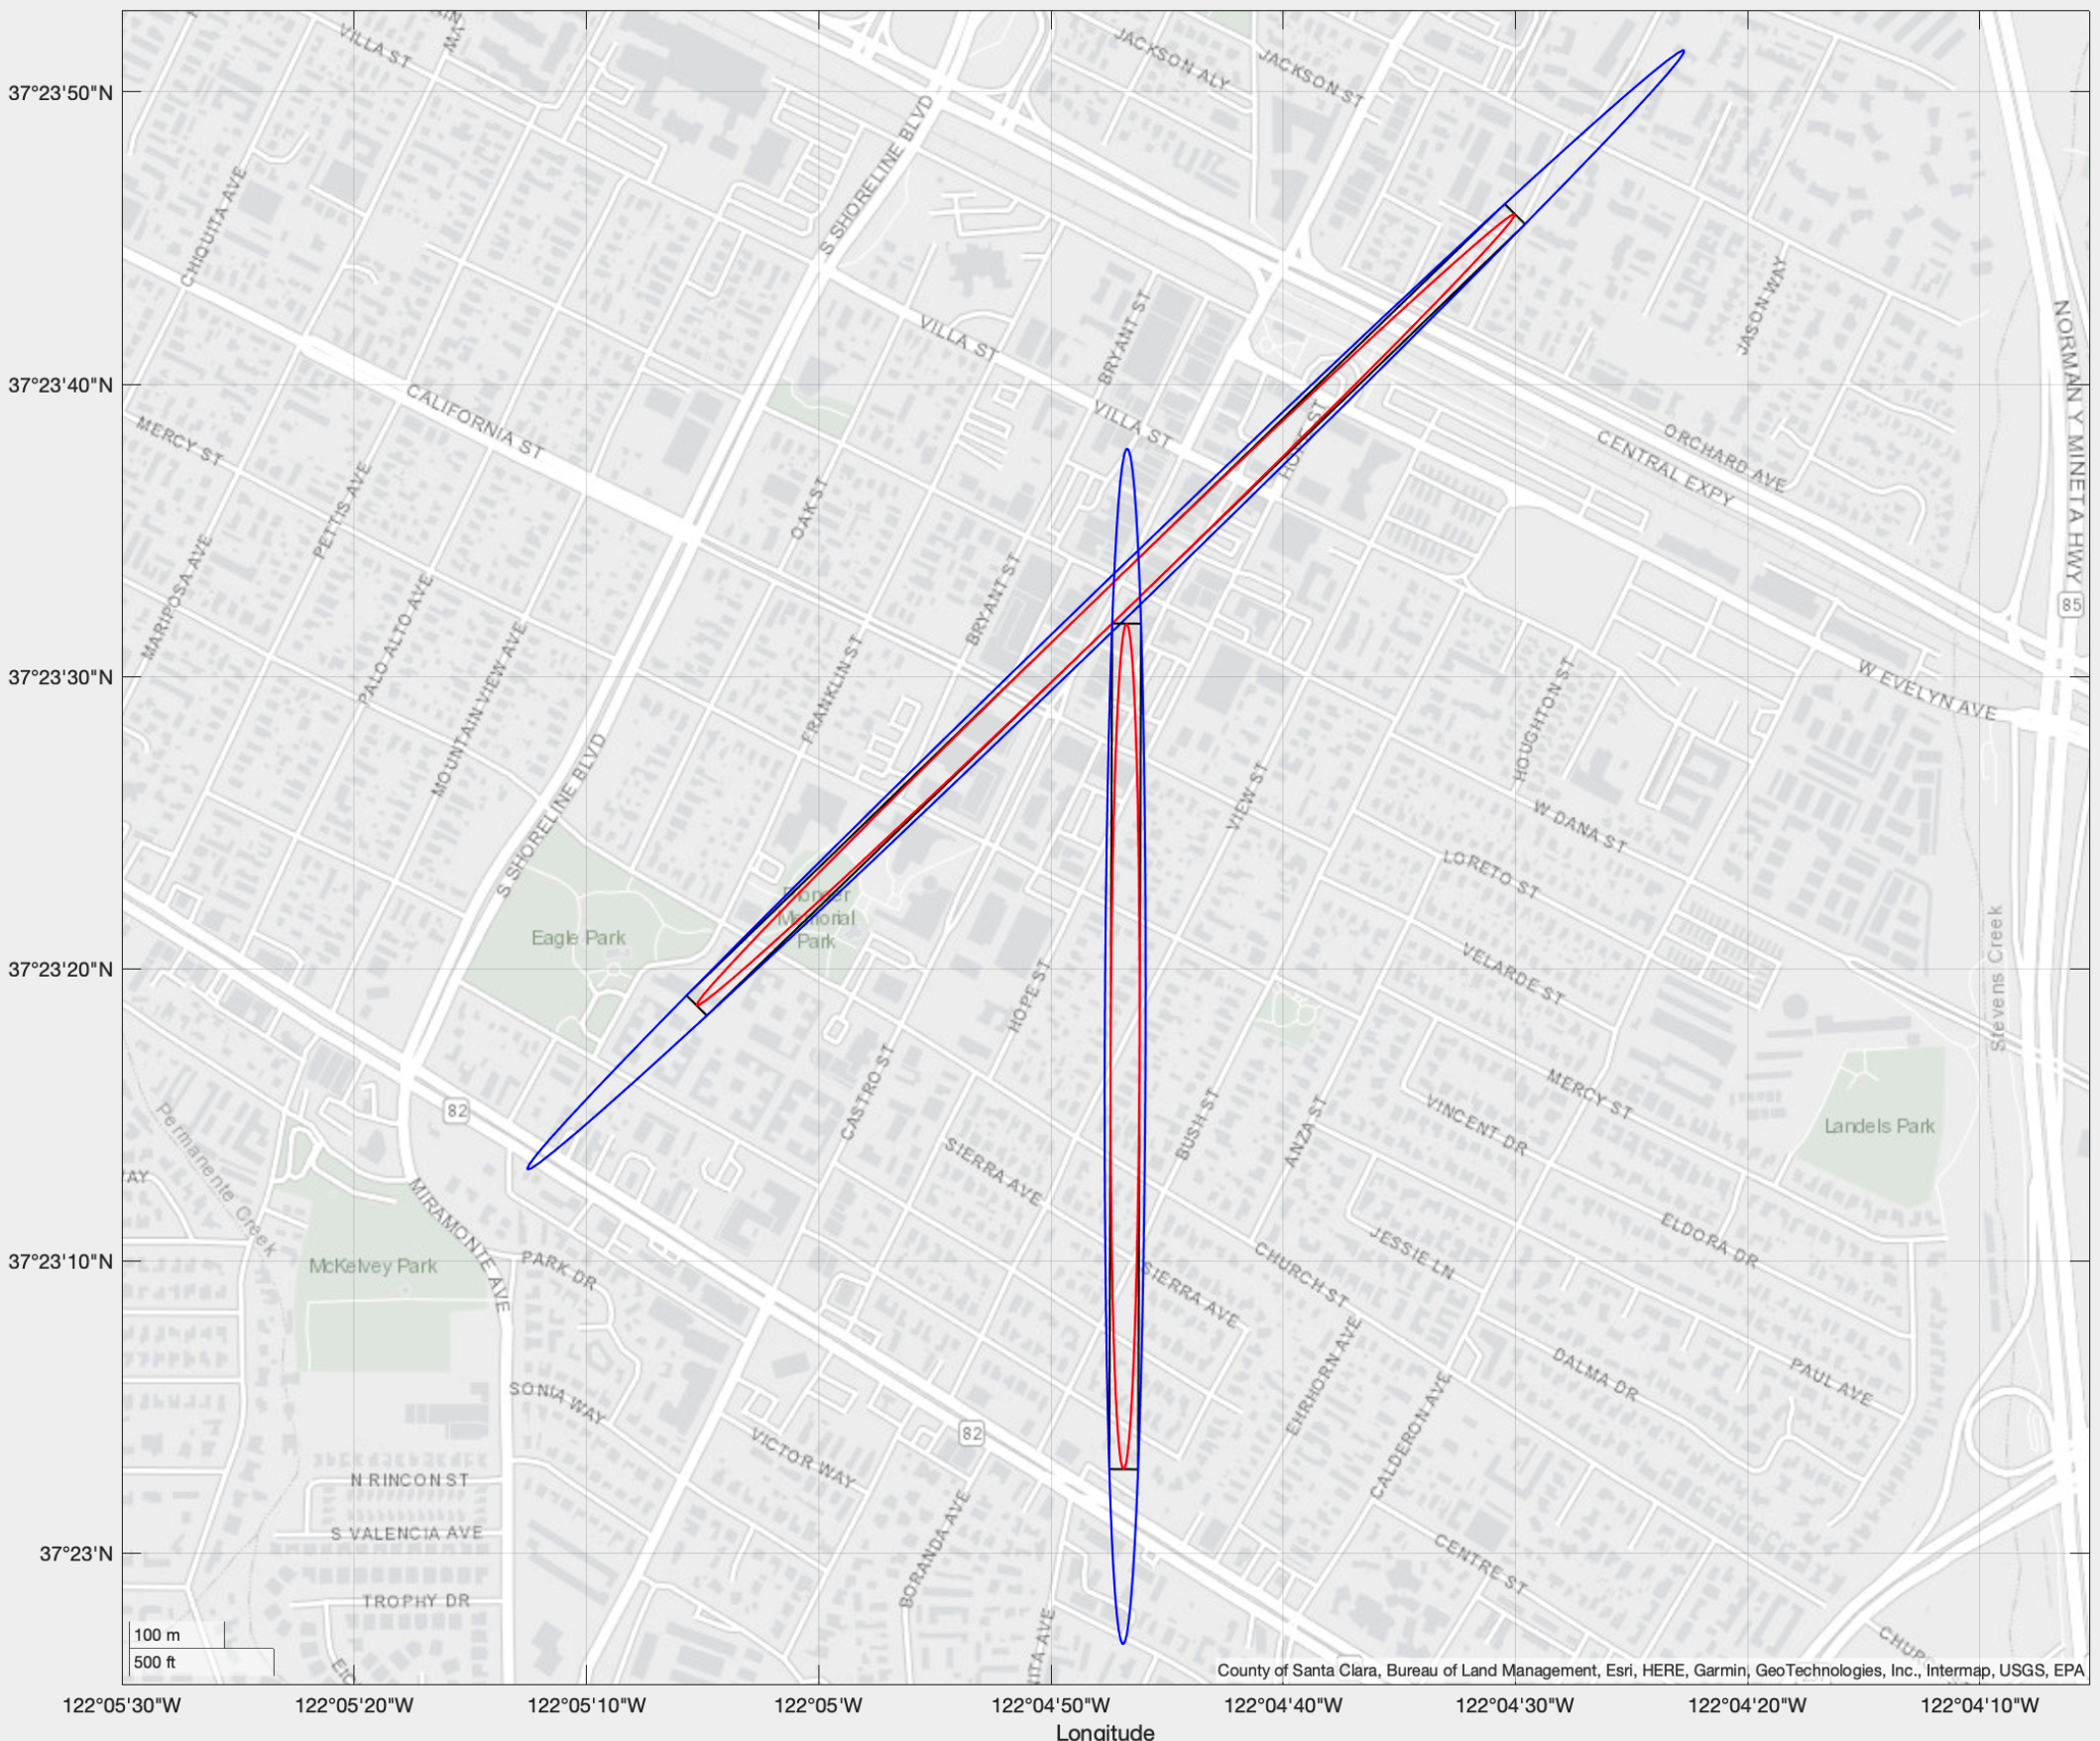 VILLA ST
JACKSON ALY
JACKSON ST
37°23'50"N
S SHORELINE BLVD
CHIQUITA AVE
JASON WAY
BRYANT ST
NORMAN Y MINETA HWY
VILLA ST
37°23'40"N
CALIFORNIA ST
VILLA ST
MERCY ST
ORCHARD AVE
CENTRAL EXPY
PETTIS AVE
OAK ST
MARIPOSA AVE
PALO ALTO AVE
BRYANT ST
85
MOUNTAIN VIEW AVE
FRANKLIN ST
37°23'30"N
W EVELYN AVE
HOUGHTON ST
VIEW ST
W DANA ST
S SHORELINE BLVD
LORETO ST
Pioneer
Memorial
Park
Eagle Park
VELARDE ST
Stevens Creek
37°23'20"N
HOPE ST
CASTRO ST
MERCY ST
82
VINCENT DR
BUSH ST
ANZA ST
Landels Park
Permanente Creek
SIERRA AVE
AY
MIRAMONTE AVE
ELDORA DR
JESSIE LN
CHURCH ST
37°23'10"N
McKelvey Park
PARK DR
SIERRA AVE
EHRHORN AVE
DALMA DR
PAUL AVE
SONIA WAY
CALDERON AVE
82
VICTOR WAY
N RINCON ST
S VALENCIA AVE
BORANDA AVE
37°23'N
CENTRE ST
TROPHY DR
100 m
500 ft
County of Santa Clara, Bureau of Land Management, Esri, HERE, Garmin, GeoTechnologies, Inc., Intermap, USGS, EPA
122°05'30"W 122°05'20"W 122°05'10"W 122°05'W 122°04'50"W 122°04'40"W 122°04'30"W 122°04'20"W 122°04'10"W
Longitude